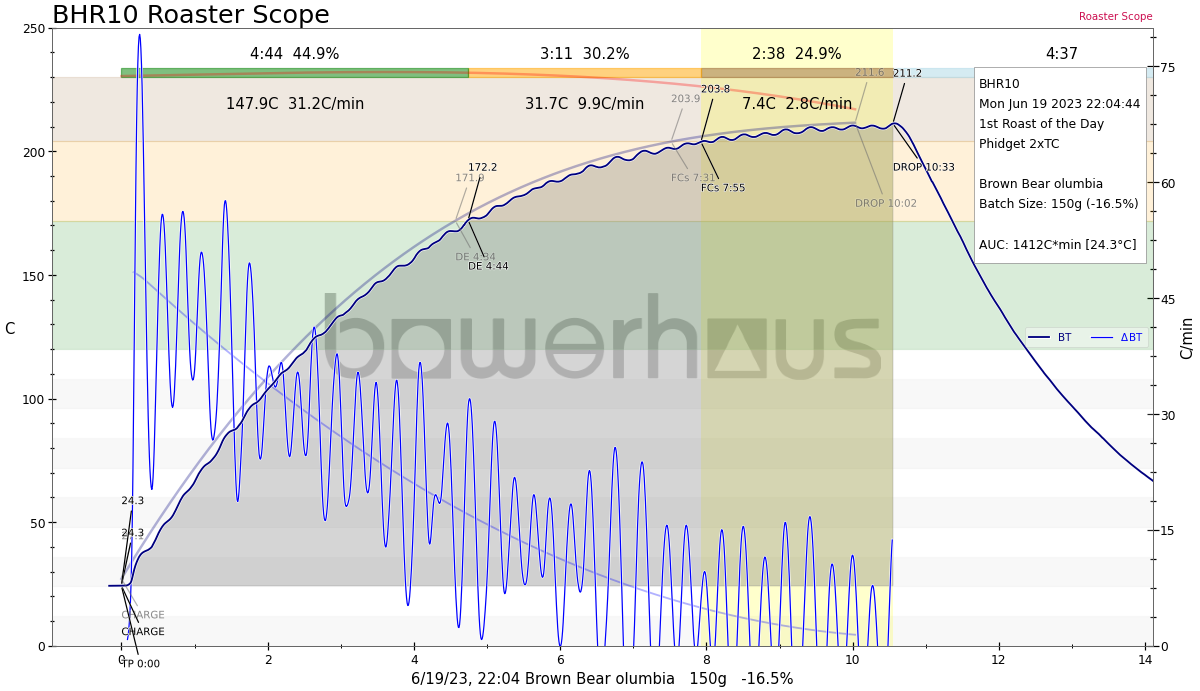 BHR10 Roaster Scope
Roaster Scope
250
200
150
100
50
0
C
75
60
45
30
15
0
C/min
4:44 44.9%
3:11 30.2%
2:38 24.9%
4:37
147.9C 31.2C/min
31.7C 9.9C/min
7.4C 2.8C/min
211.6
211.2
203.9
203.8
172.2
171.9
FCs 7:31
FCs 7:55
DROP 10:33
DROP 10:02
DE 4:34
DE 4:44
BHR10
Mon Jun 19 2023 22:04:44
1st Roast of the Day
Phidget 2xTC
Brown Bear olumbia
Batch Size: 150g (-16.5%)
AUC: 1412C*min [24.3°C]
BT
ΔBT
bawerhaus
24.3
24.3
CHARGE
CHARGE
TP 0:00
0
2
4
6
8
10
12
14
6/19/23, 22:04 Brown Bear olumbia 150g -16.5%